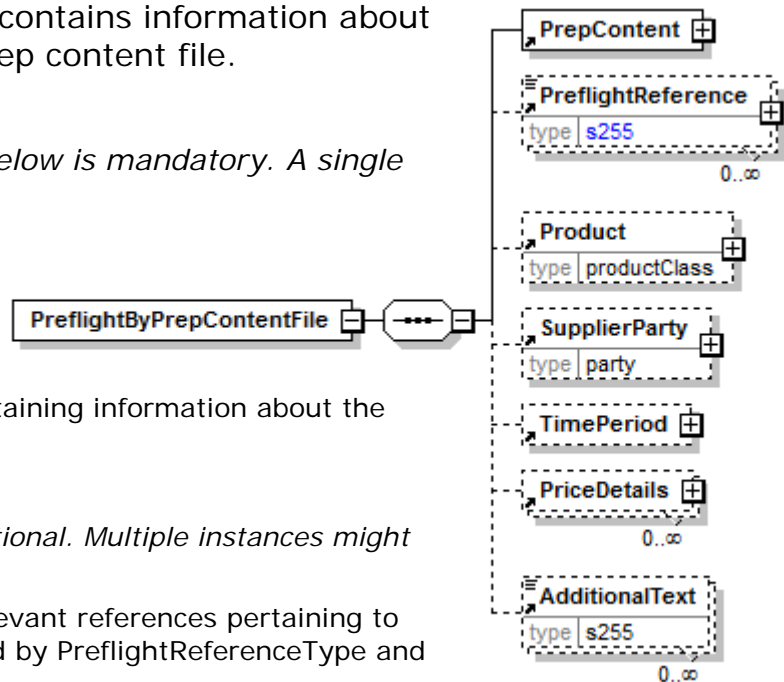 contains information about
ep content file.
elow is mandatory. A single
taining information about the
tional. Multiple instances might
evant references pertaining to
d by PreflightReferenceType and
PreflightByPrepContentFile
PrepContent
PreflightReference
type s255
0..∞
Product
type productClass
SupplierParty
type party
TimePeriod
PriceDetails
0..∞
AdditionalText
type s255
0..∞